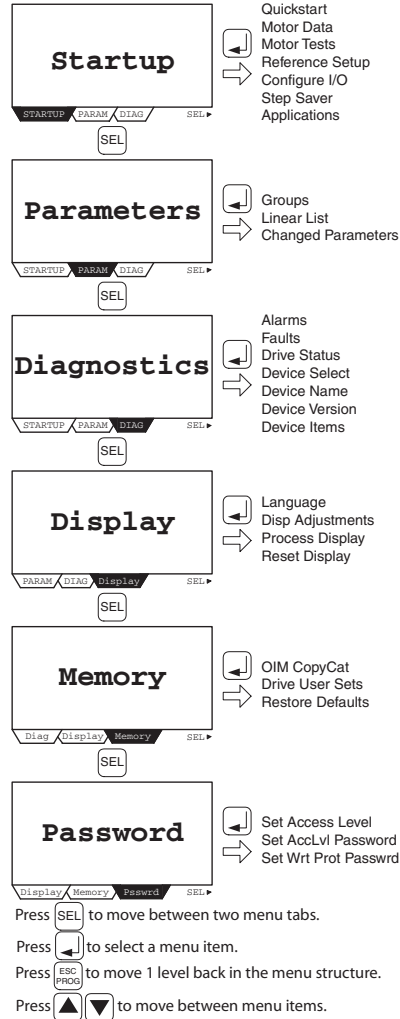 Startup
STARTUP PARAM DIAG SEL
Quickstart
Motor Data
Motor Tests
Reference Setup
Configure I/O
Step Saver
Applications
SEL
Parameters
STARTUP PARAM DIAG SEL
Groups
Linear List
Changed Parameters
SEL
Diagnostics
STARTUP PARAM DIAG SEL
Alarms
Faults
Drive Status
Device Select
Device Name
Device Version
Device Items
SEL
Display
PARAM DIAG Display SEL
Language
Disp Adjustments
Process Display
Reset Display
SEL
Memory
Diag Display Memory SEL
OIM CopyCat
Drive User Sets
Restore Defaults
SEL
Password
Display Memory Psswrd SEL
Set Access Level
Set AccLvl Password
Set Wrt Prot Passwrd
Press SEL to move between two menu tabs.
Press to select a menu item.
Press ESC PROG to move 1 level back in the menu structure.
Press to move between menu items.